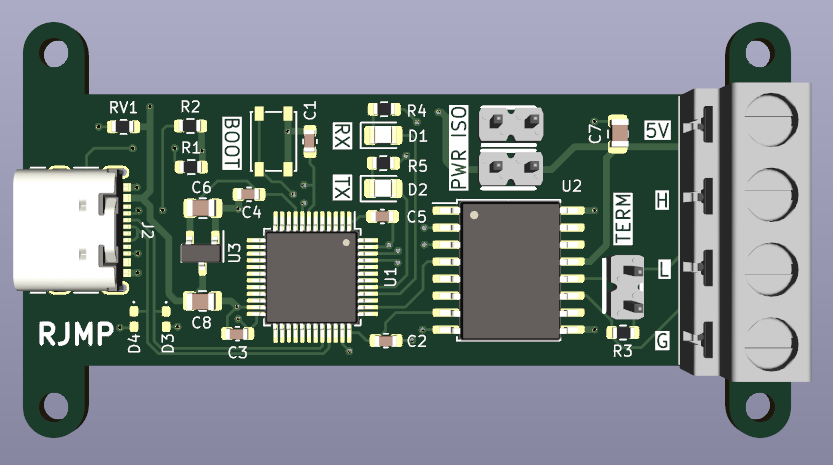 RV1
R2
R1
BOOT
C1
RX
TX
R4
D1
R5
D2
PWR ISO
C7
5V
H
L
G
C6
C4
C5
U2
TERM
J2
U3
U1
C8
C3
C2
R3
RJMP
D4
D3